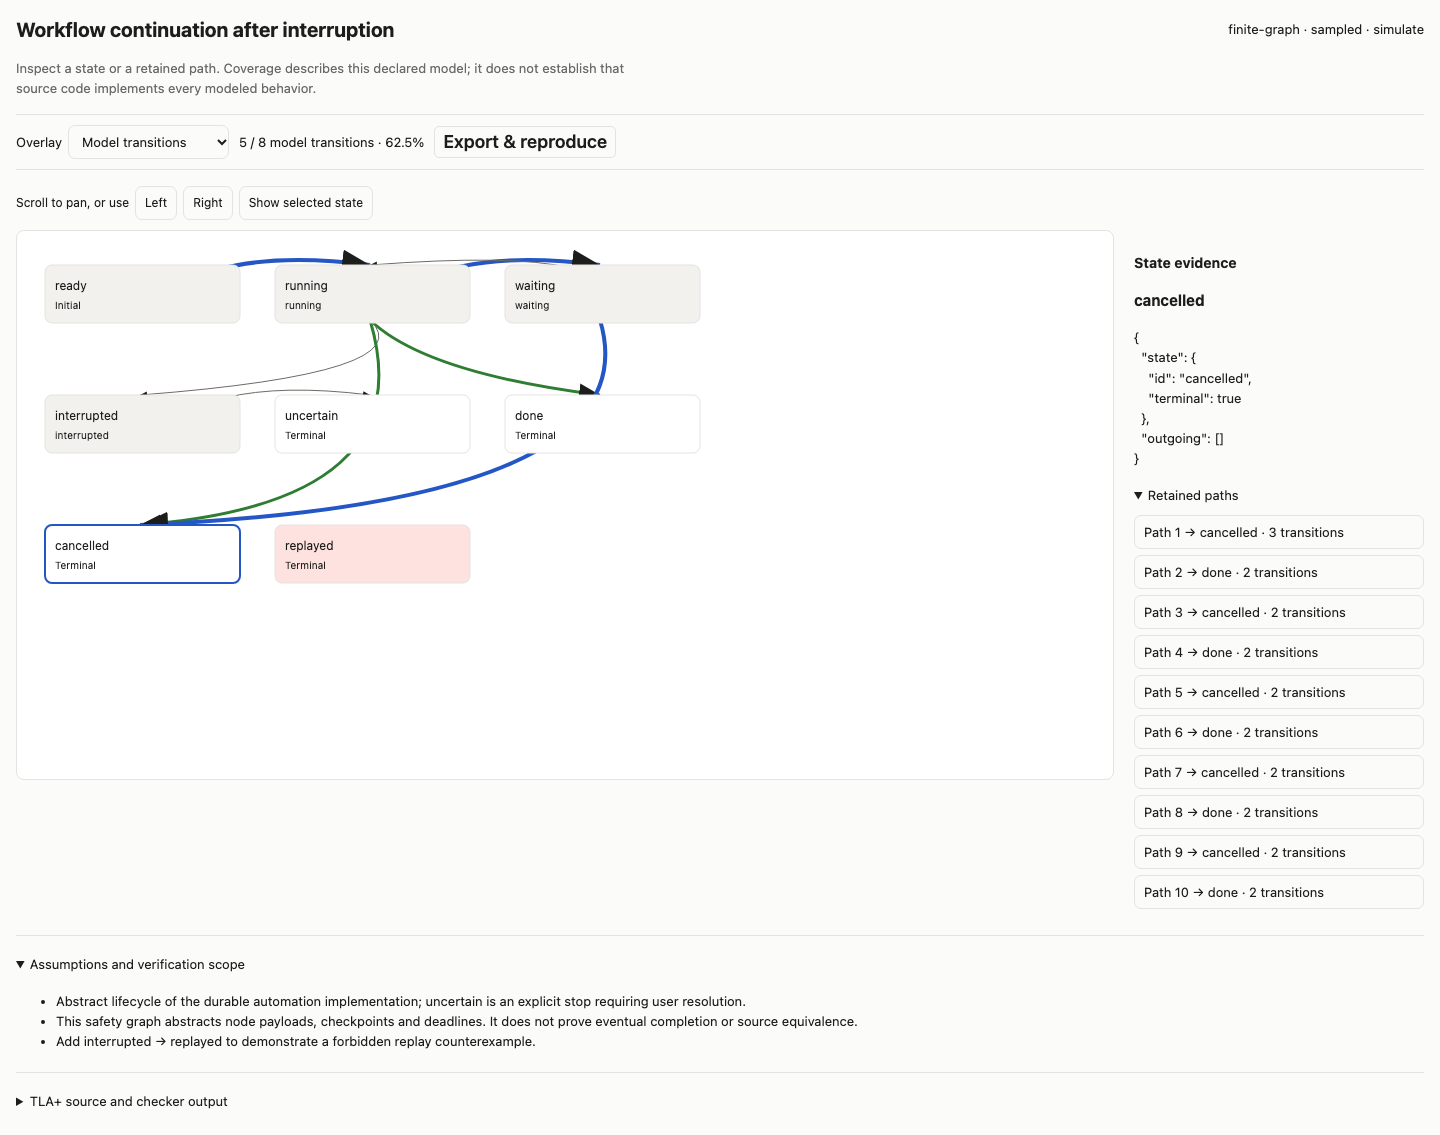 Workflow continuation after interruption
finite-graph · sampled · simulate
Inspect a state or a retained path. Coverage describes this declared model; it does not establish that
source code implements every modeled behavior.
Overlay
Model transitions
5 / 8 model transitions · 62.5%
Export & reproduce
Scroll to pan, or use
Left
Right
Show selected state
ready
Initial
running
running
waiting
waiting
interrupted
interrupted
uncertain
Terminal
done
Terminal
cancelled
Terminal
replayed
Terminal
State evidence
cancelled
{
"state": {
"id": "cancelled",
"terminal": true
},
"outgoing": []
}
▼ Retained paths
Path 1 → cancelled · 3 transitions
Path 2 → done · 2 transitions
Path 3 → cancelled · 2 transitions
Path 4 → done · 2 transitions
Path 5 → cancelled · 2 transitions
Path 6 → done · 2 transitions
Path 7 → cancelled · 2 transitions
Path 8 → done · 2 transitions
Path 9 → cancelled · 2 transitions
Path 10 → done · 2 transitions
▼ Assumptions and verification scope
• Abstract lifecycle of the durable automation implementation; uncertain is an explicit stop requiring user resolution.
• This safety graph abstracts node payloads, checkpoints and deadlines. It does not prove eventual completion or source equivalence.
• Add interrupted → replayed to demonstrate a forbidden replay counterexample.
▶ TLA+ source and checker output